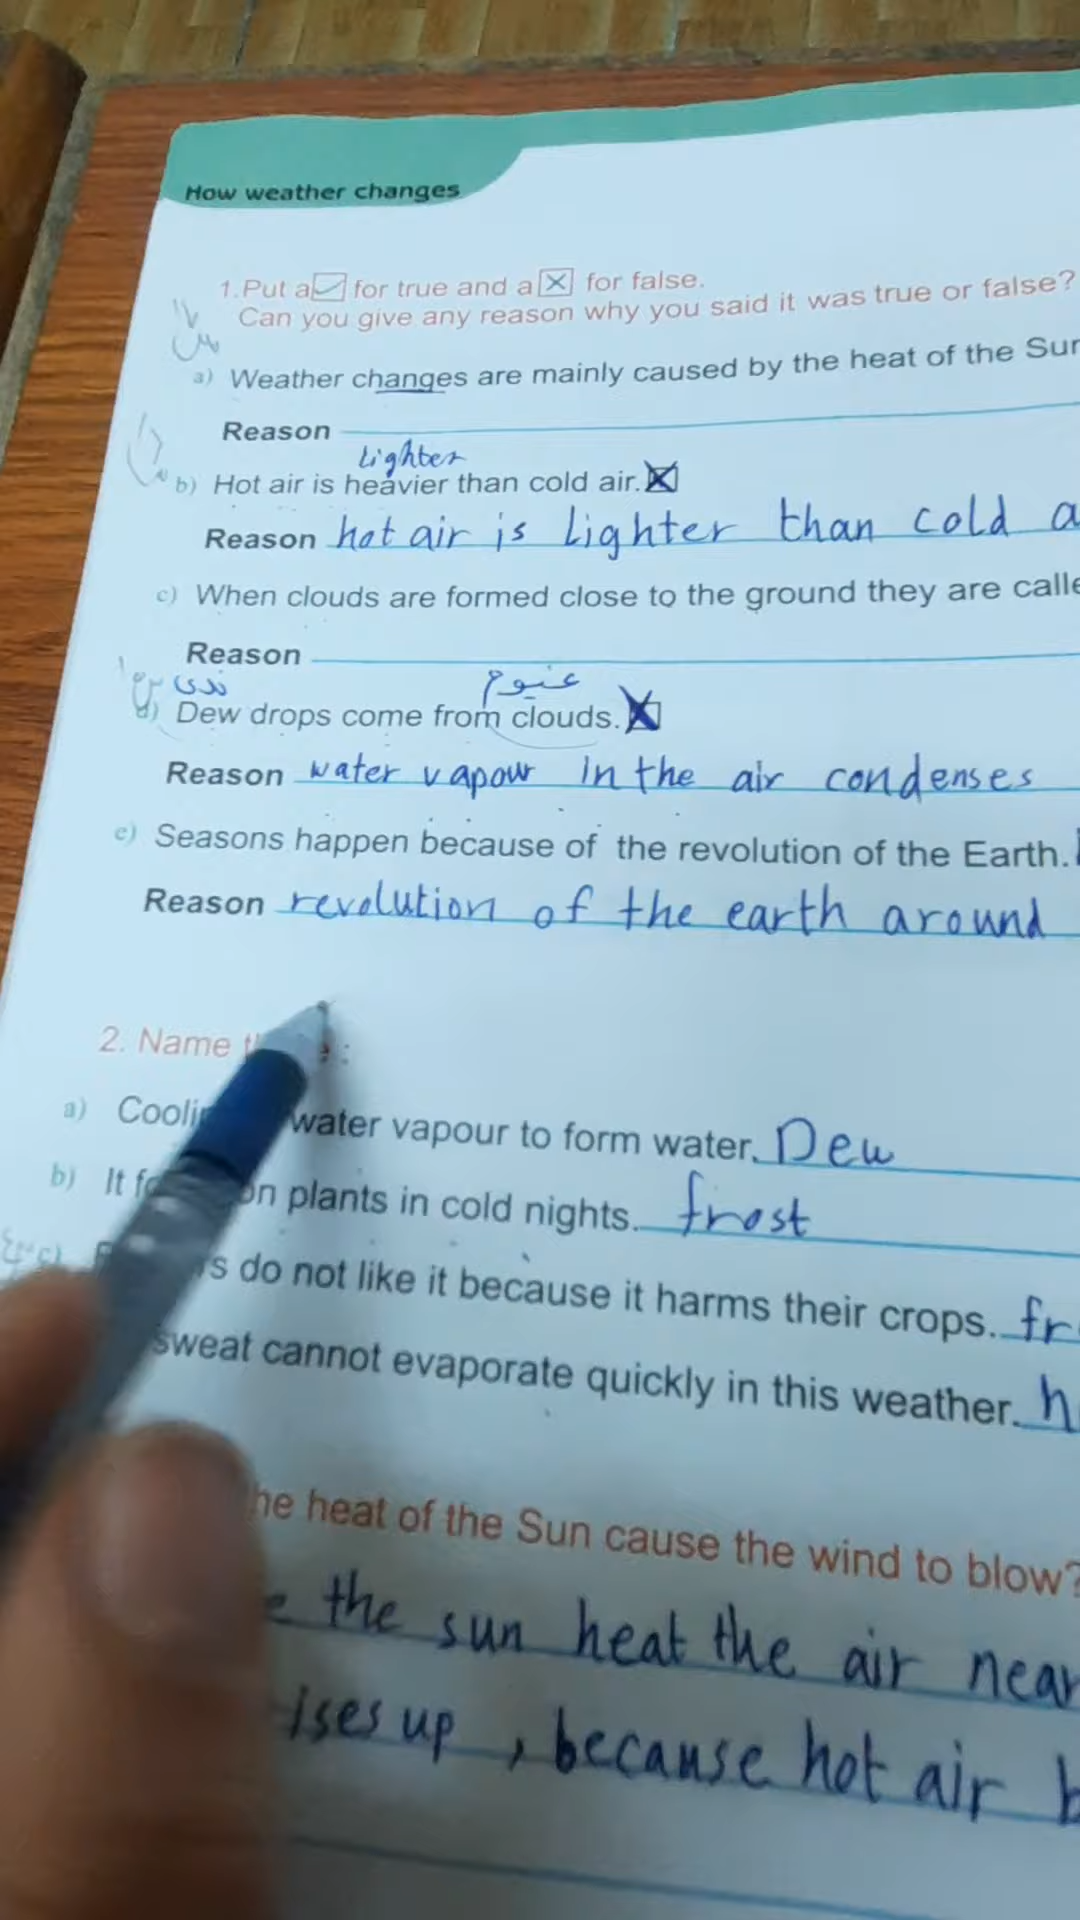 How weather changes
1. Put a ☑ for true and a ☒ for false.
Can you give any reason why you said it was true or false?
a) Weather changes are mainly caused by the heat of the
Reason
Lighter
b) Hot air is heavier than cold air.
Reason hot air is Lighter than cold
c) When clouds are formed close to the ground they are
Reason
ندى غيوم
d) Dew drops come from clouds.
Reason water vapour in the air condenses
e) Seasons happen because of the revolution of the Earth.
Reason revolution of the earth around
2. Name
a) water vapour to form water. Dew
b) It on plants in cold nights. frost
do not like it because it harms their crops.
sweat cannot evaporate quickly in this weather.
heat of the Sun cause the wind to blow?
the sun heat the air near
up, because hot air